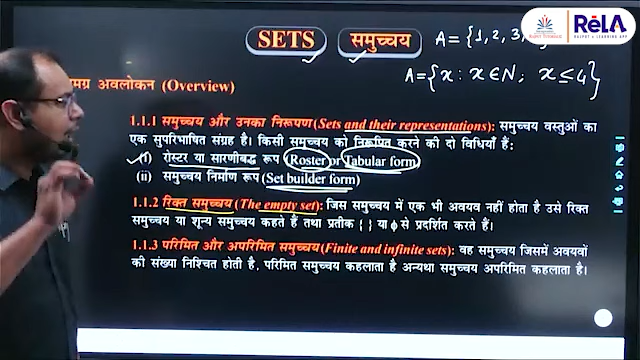 SETS समुच्चय A = {1, 2, 3,
A = {x : x ∈ N ; x ≤ 4}
RELA
मग्र अवलोकन (Overview)
1.1.1 समुच्चय और उनका निरूपण (Sets and their representations): समुच्चय वस्तुओं का
एक सुपरिभाषित संग्रह है। किसी समुच्चय को निरूपित करने की दो विधियाँ हैं:
(i) रोस्टर या सारणीबद्ध रूप (Roster or Tabular form)
(ii) समुच्चय निर्माण रूप (Set builder form)
1.1.2 रिक्त समुच्चय (The empty set): जिस समुच्चय में एक भी अवयव नहीं होता है उसे रिक्त
समुच्चय या शून्य समुच्चय कहते हैं तथा प्रतीक { } या ϕ से प्रदर्शित करते हैं।
1.1.3 परिमित और अपरिमित समुच्चय (Finite and infinite sets): वह समुच्चय जिसमें अवयवों
की संख्या निश्चित होती है, परिमित समुच्चय कहलाता है अन्यथा समुच्चय अपरिमित कहलाता है।